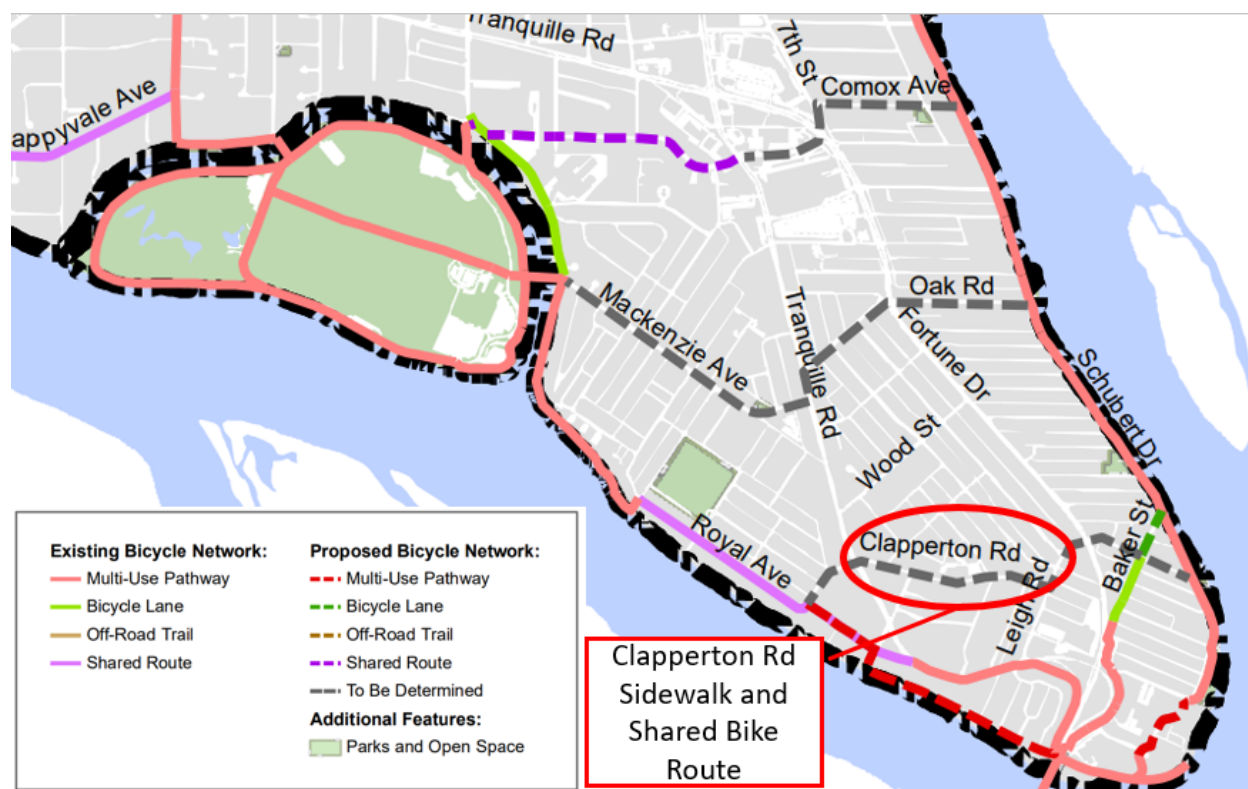 Tranquille Rd
7th St
Comox Ave
appyvale Ave
Oak Rd
Mackenzie Ave
Tranquille Rd
Fortune Dr
Schubert Dr
Wood St
Royal Ave
Clapperton Rd
Leigh Rd
Baker St
Clapperton Rd
Sidewalk and
Shared Bike
Route
Existing Bicycle Network:
Multi-Use Pathway
Bicycle Lane
Off-Road Trail
Shared Route
Proposed Bicycle Network:
Multi-Use Pathway
Bicycle Lane
Off-Road Trail
Shared Route
To Be Determined
Additional Features:
Parks and Open Space